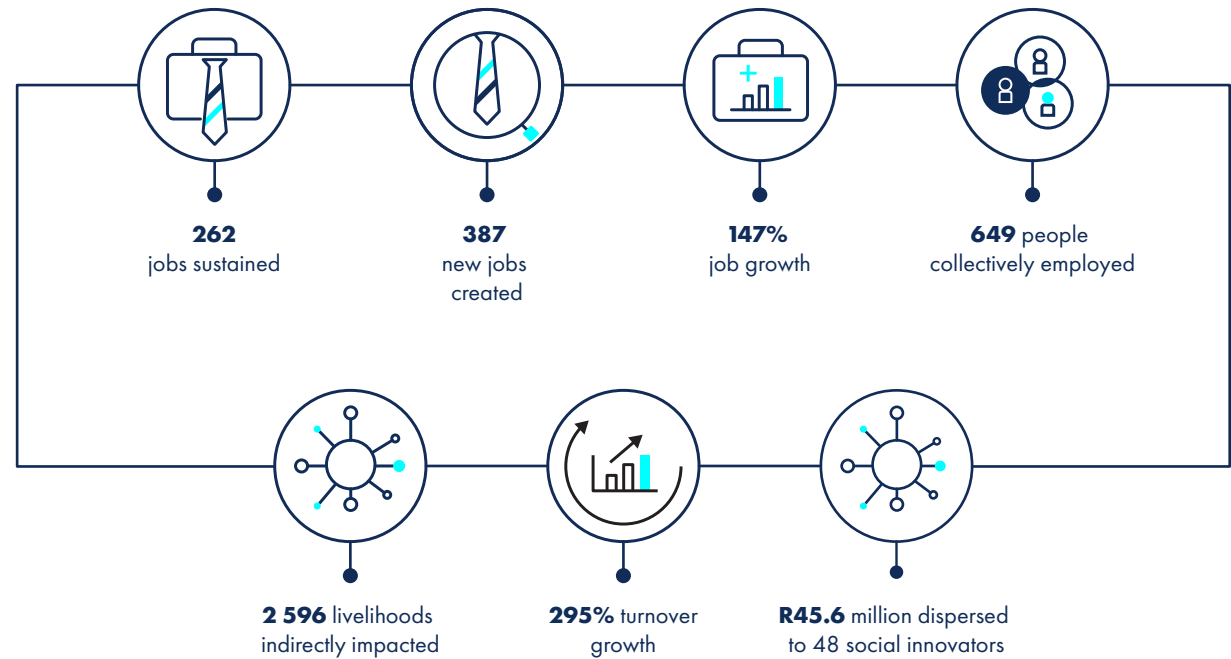 262
jobs sustained
387
new jobs
created
147%
job growth
649 people
collectively employed
2 596 livelihoods
indirectly impacted
295% turnover
growth
R45.6 million dispersed
to 48 social innovators